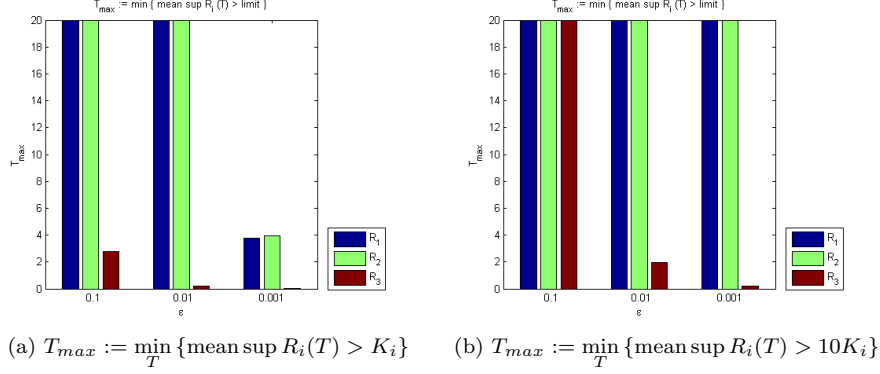 T_max := min { mean sup R_i (T) > limit }
20
18
16
14
12
10
8
6
4
2
0
T_max
0.1 0.01 0.001
ε
R_1
R_2
R_3
(a) T_max := min_T {mean sup R_i(T) > K_i}
T_max := min { mean sup R_i (T) > limit }
20
18
16
14
12
10
8
6
4
2
0
T_max
0.1 0.01 0.001
ε
R_1
R_2
R_3
(b) T_max := min_T {mean sup R_i(T) > 10K_i}